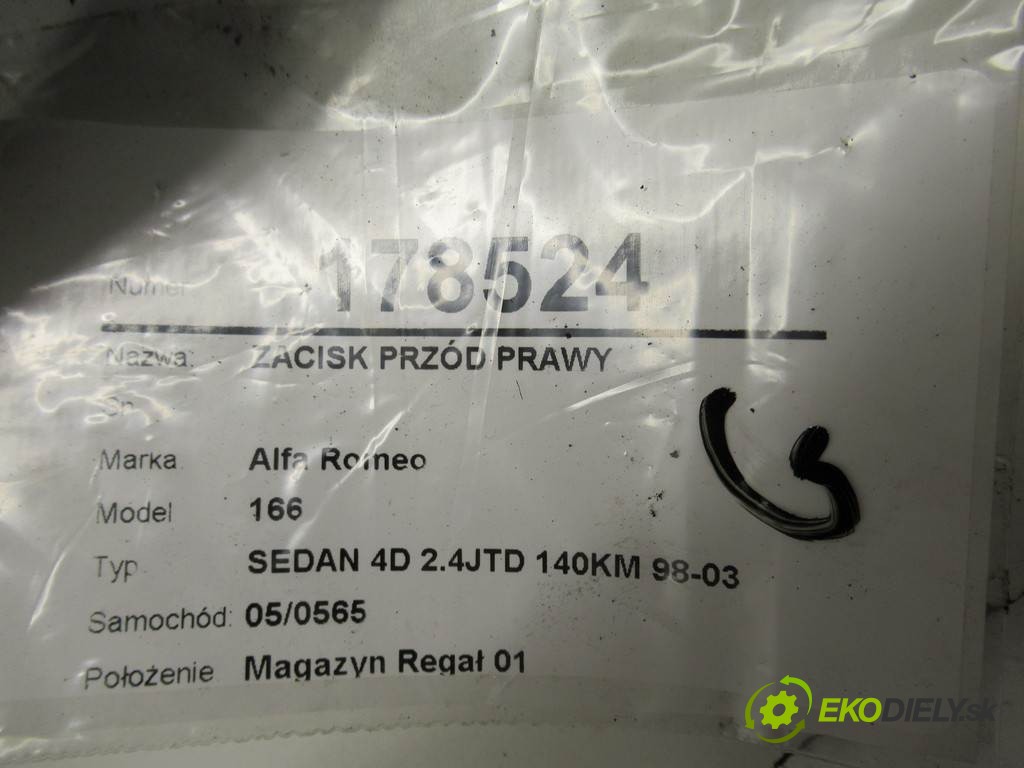 Numer 178524
Nazwa: ZACISK PRZÓD PRAWY
Marka Alfa Romeo
Model 166
Typ SEDAN 4D 2.4JTD 140KM 98-03
Samochód: 05/0565
Położenie Magazyn Regał 01
EKODIELY.sk